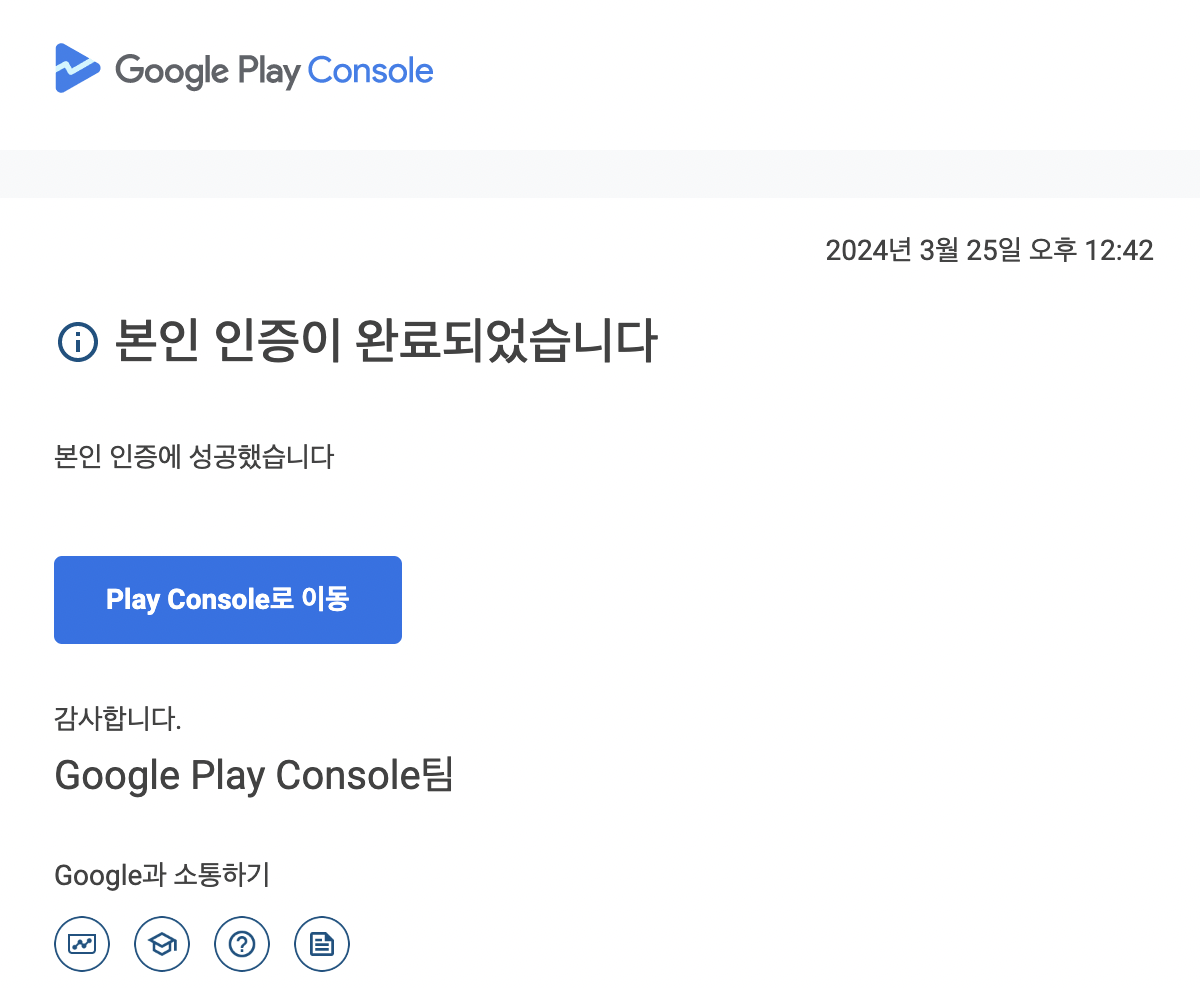 Google Play Console
2024년 3월 25일 오후 12:42
본인 인증이 완료되었습니다
본인 인증에 성공했습니다
Play Console로 이동
감사합니다.
Google Play Console팀
Google과 소통하기